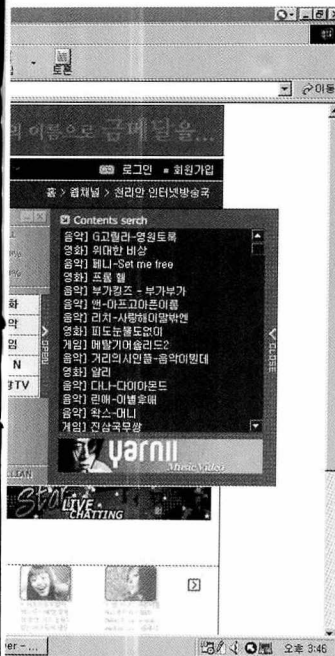 토론
이동
의 이름으로 금메달을...
로그인 ▪ 회원가입
홈 > 웹채널 > 천리안 인터넷방송국
Contents serch
음악] G고릴라-영원토록
영화] 위대한 비상
음악] 페니-Set me free
영화] 프롬 헬
음악] 부가킹즈 - 부가부가
음악] 앤-아프고아픈이름
음악] 리치-사랑해이말밖엔
영화] 피도눈물도없이
게임] 메탈기어솔리드2
음악] 거리의시인들-음악이뭔데
영화] 알리
음악] 다나-다이아몬드
음악] 린애-이별후애
음악] 왁스-머니
게임] 진삼국무쌍
화
악
임
N
TV
OPEN
CLOSE
yarnii
Music Video
CLEAN
Star LIVE
CHATTING
er - ...
오후 3:46